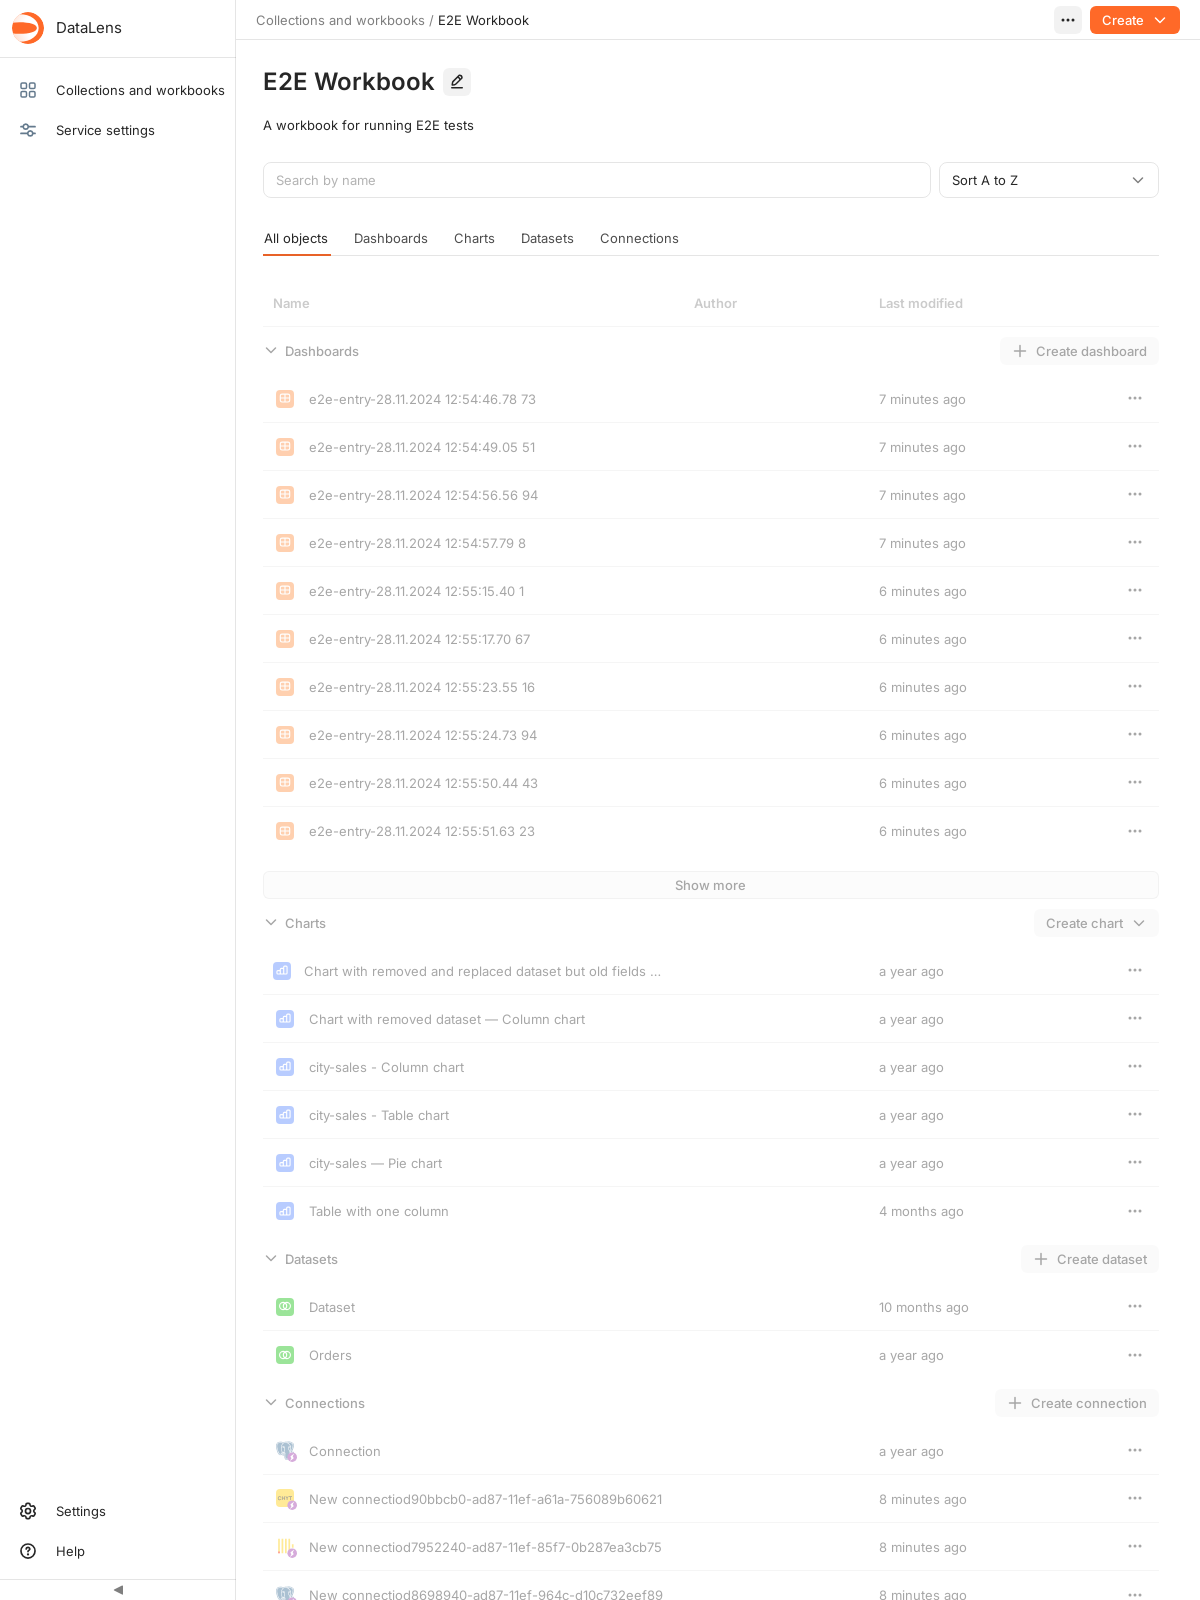 DataLens
Collections and workbooks / E2E Workbook
Create
Collections and workbooks
Service settings
E2E Workbook
A workbook for running E2E tests
Search by name
Sort A to Z
All objects Dashboards Charts Datasets Connections
Name Author Last modified
Dashboards Create dashboard
e2e-entry-28.11.2024 12:54:46.78 73 7 minutes ago
e2e-entry-28.11.2024 12:54:49.05 51 7 minutes ago
e2e-entry-28.11.2024 12:54:56.56 94 7 minutes ago
e2e-entry-28.11.2024 12:54:57.79 8 7 minutes ago
e2e-entry-28.11.2024 12:55:15.40 1 6 minutes ago
e2e-entry-28.11.2024 12:55:17.70 67 6 minutes ago
e2e-entry-28.11.2024 12:55:23.55 16 6 minutes ago
e2e-entry-28.11.2024 12:55:24.73 94 6 minutes ago
e2e-entry-28.11.2024 12:55:50.44 43 6 minutes ago
e2e-entry-28.11.2024 12:55:51.63 23 6 minutes ago
Show more
Charts Create chart
Chart with removed and replaced dataset but old fields ... a year ago
Chart with removed dataset — Column chart a year ago
city-sales - Column chart a year ago
city-sales - Table chart a year ago
city-sales — Pie chart a year ago
Table with one column 4 months ago
Datasets Create dataset
Dataset 10 months ago
Orders a year ago
Connections Create connection
Connection a year ago
CHYT New connectiod90bbcb0-ad87-11ef-a61a-756089b60621 8 minutes ago
New connectiod7952240-ad87-11ef-85f7-0b287ea3cb75 8 minutes ago
New connectiod8698940-ad87-11ef-964c-d10c732eef89 8 minutes ago
Settings
Help